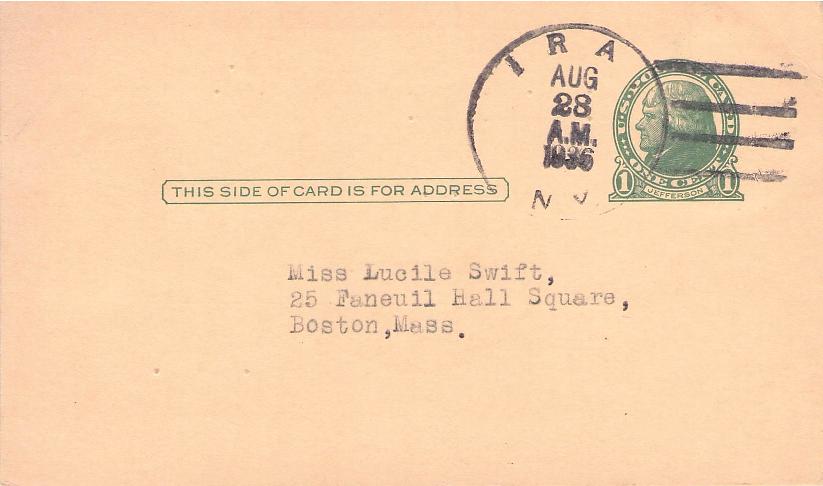 IRA
AUG
28
A.M.
1936
N
U.S. POSTAL CARD
ONE CENT
1 JEFFERSON 1
THIS SIDE OF CARD IS FOR ADDRESS
Miss Lucile Swift,
25 Faneuil Hall Square,
Boston,Mass.